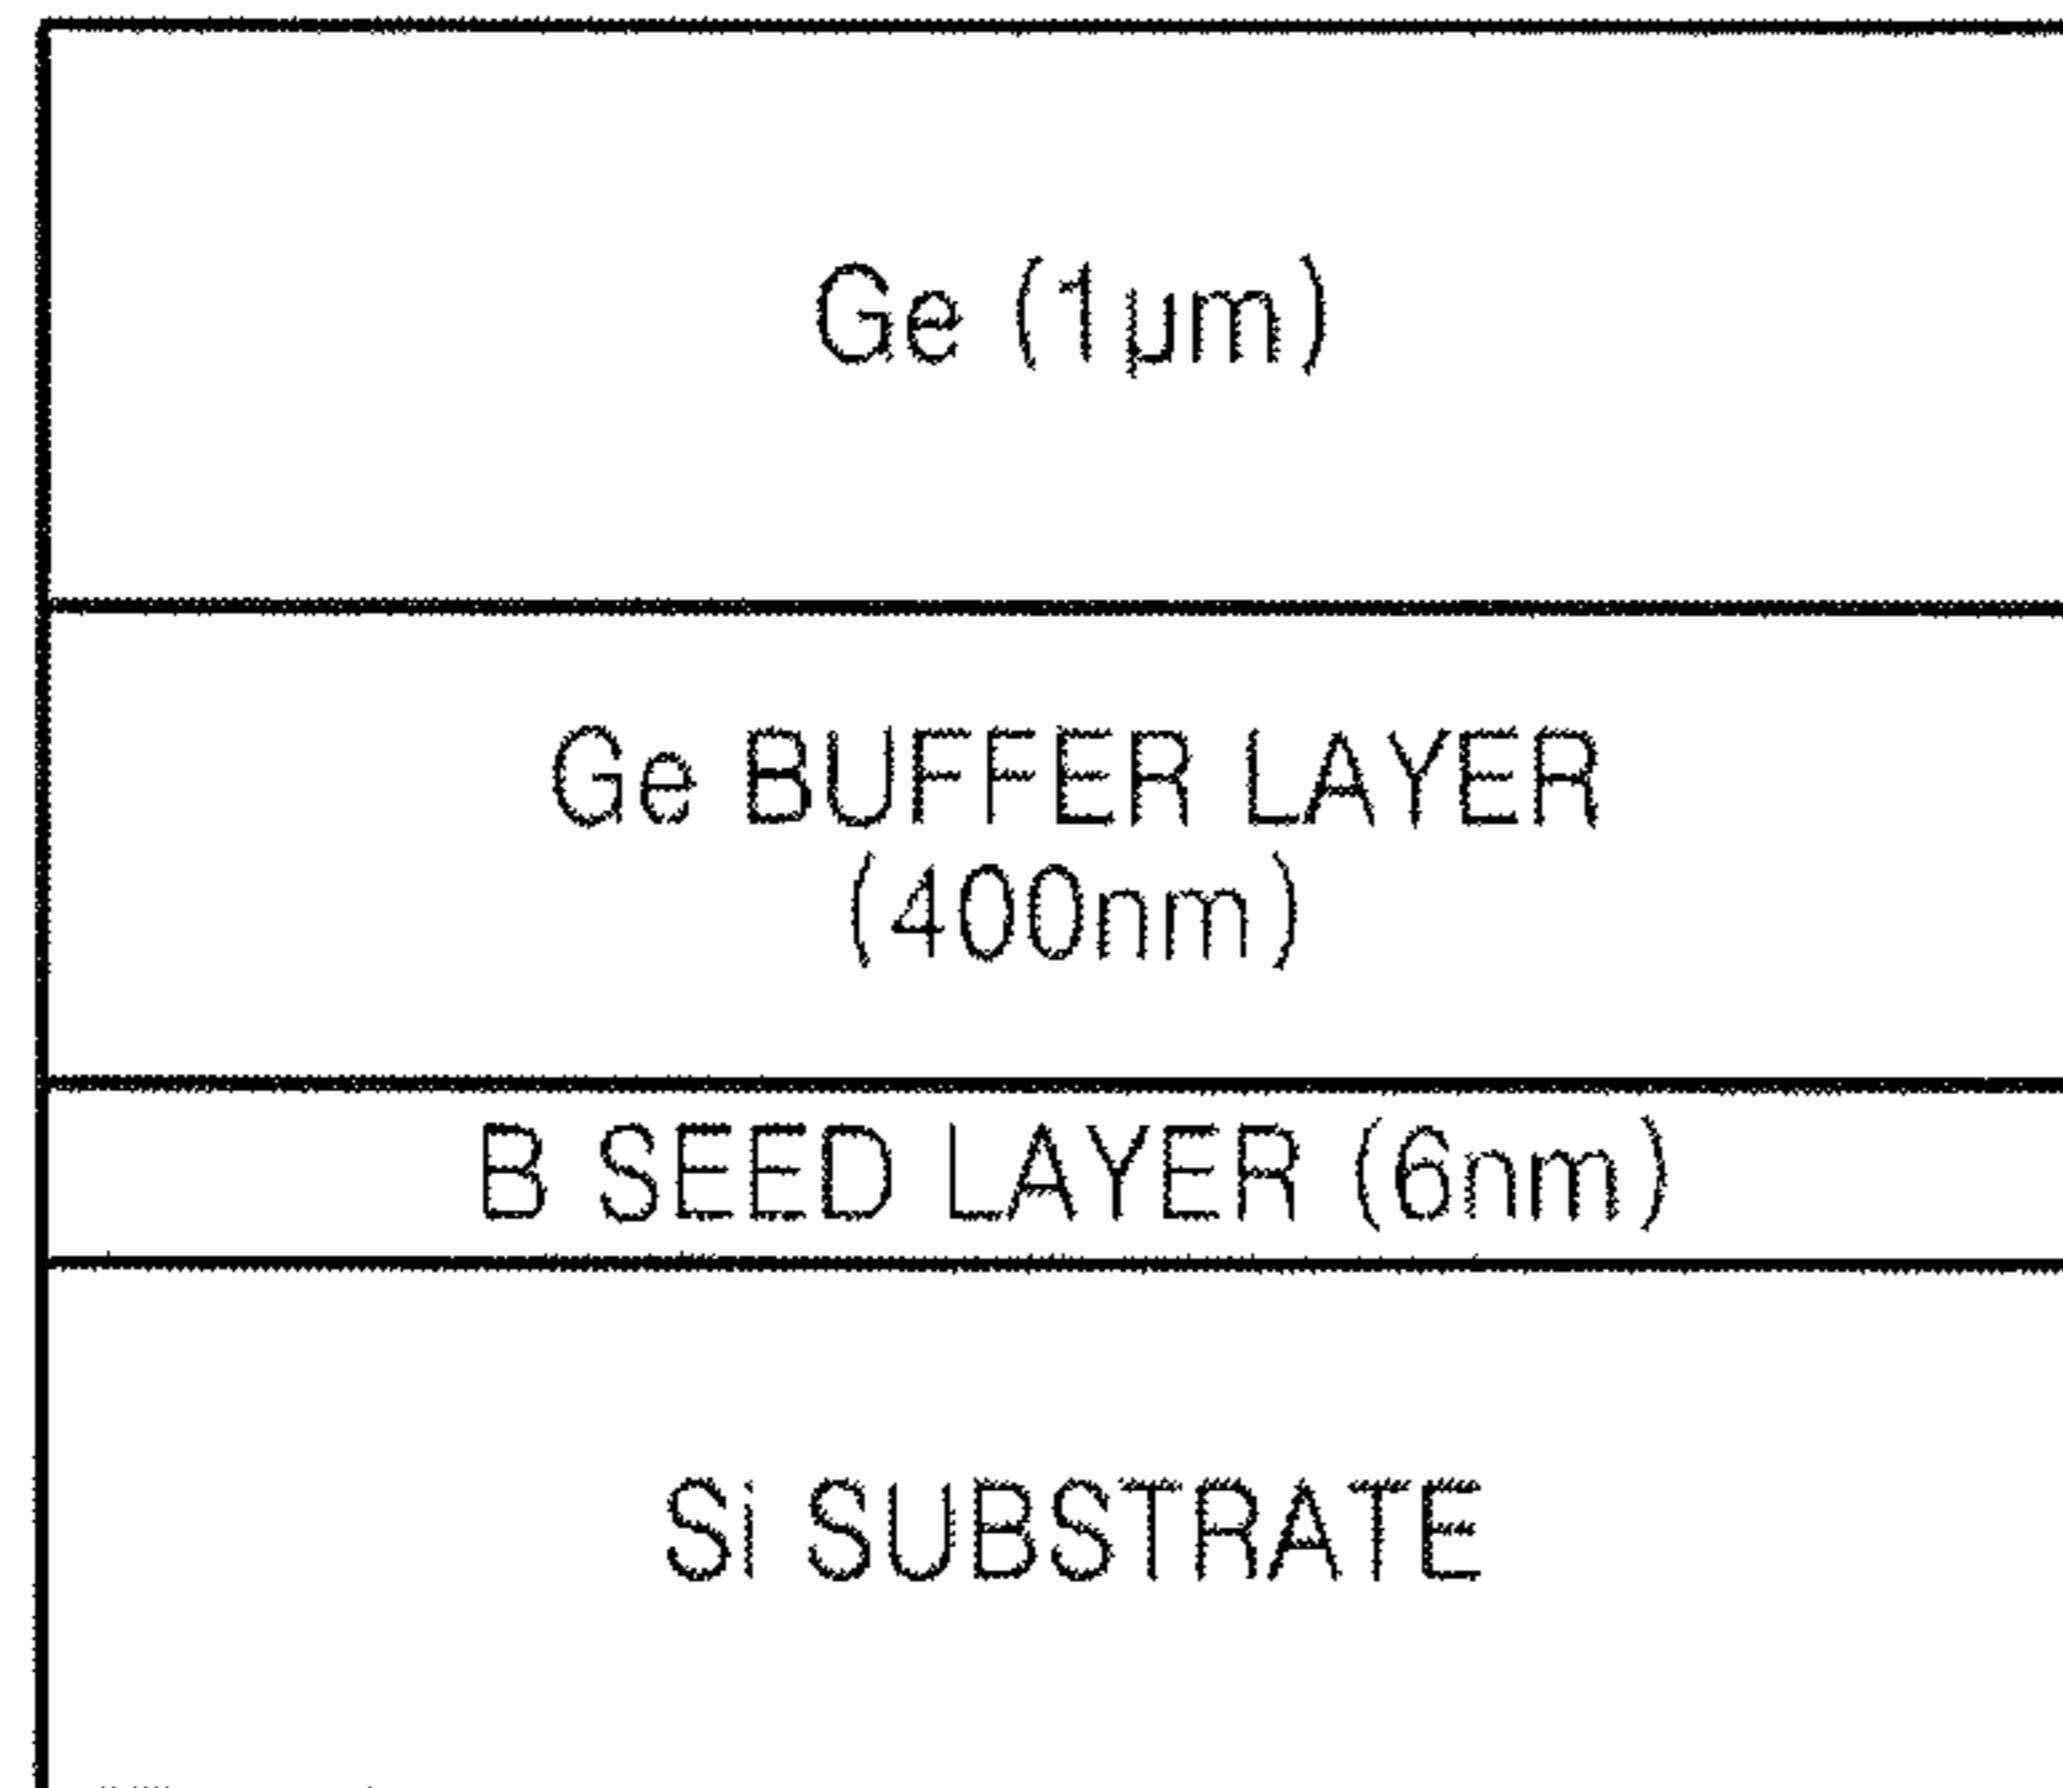 Ge (1μm)
Ge BUFFER LAYER
(400nm)
B SEED LAYER (6nm)
Si SUBSTRATE